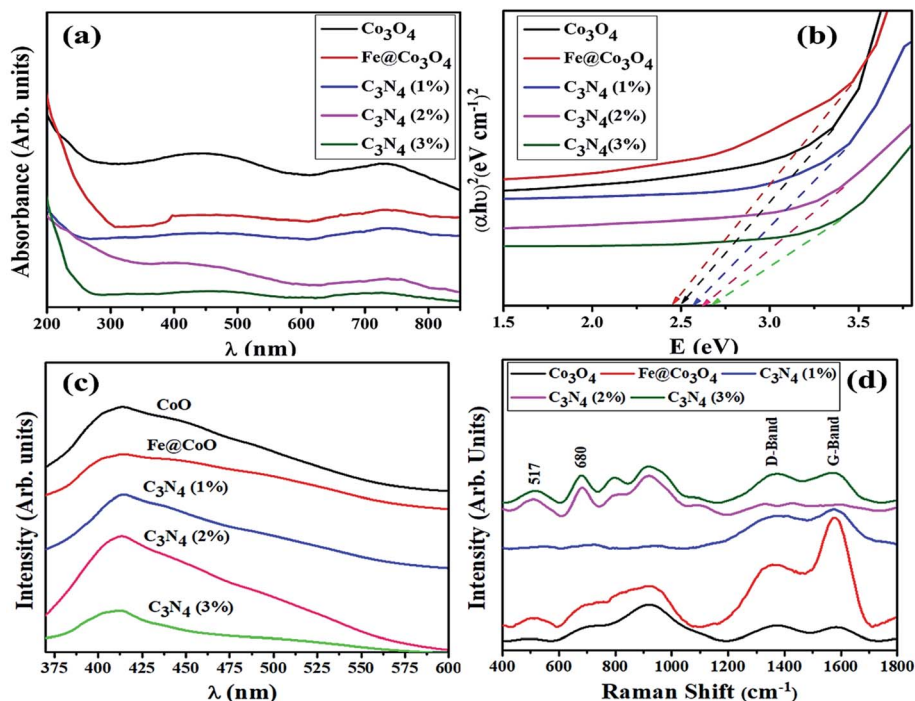 (a)
Co₃O₄
Fe@Co₃O₄
C₃N₄ (1%)
C₃N₄ (2%)
C₃N₄ (3%)
Absorbance (Arb. units)
200 300 400 500 600 700 800
λ (nm)
(b)
Co₃O₄
Fe@Co₃O₄
C₃N₄ (1%)
C₃N₄(2%)
C₃N₄(3%)
(αhυ)²(eV cm⁻¹)²
1.5 2.0 2.5 3.0 3.5
E (eV)
(c)
CoO
Fe@CoO
C₃N₄ (1%)
C₃N₄ (2%)
C₃N₄ (3%)
Intensity (Arb. Units)
375 400 425 450 475 500 525 550 575 600
λ (nm)
Co₃O₄ Fe@Co₃O₄ C₃N₄ (1%)
C₃N₄ (2%) C₃N₄ (3%)
(d)
517
680
D-Band
G-Band
Intensity (Arb. Units)
400 600 800 1000 1200 1400 1600 1800
Raman Shift (cm⁻¹)